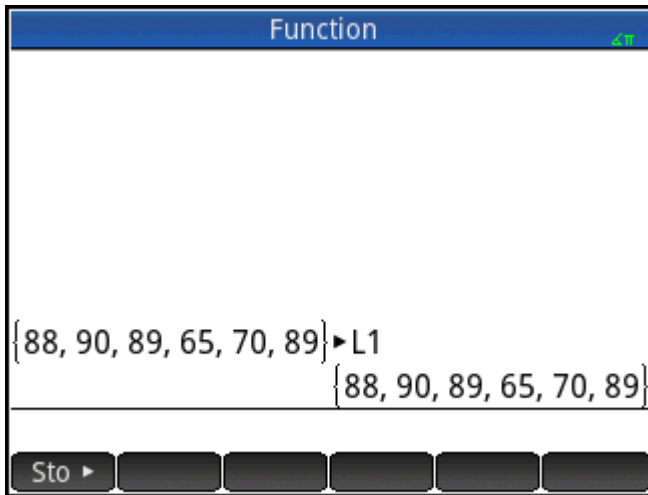 Function
∡π
{88, 90, 89, 65, 70, 89}▶L1
{88, 90, 89, 65, 70, 89}
Sto ▶